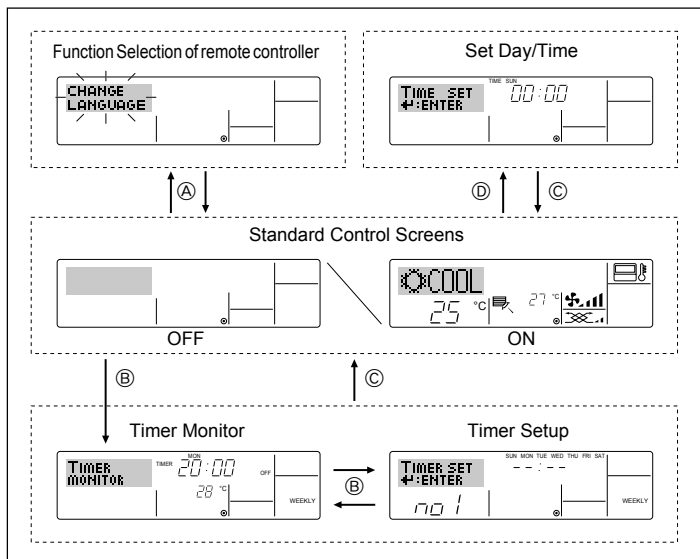 Function Selection of remote controller
CHANGE
LANGUAGE
Set Day/Time
TIME SUN
TIME SET 00:00
↵:ENTER
Ⓐ Ⓓ Ⓒ
Standard Control Screens
COOL
25 °C 27 °C
OFF ON
Ⓑ Ⓒ
Timer Monitor
MON
TIMER TIMER 20:00 OFF
MONITOR
28 °C
WEEKLY
Ⓑ
Timer Setup
SUN MON TUE WED THU FRI SAT
TIMER SET --:--
↵:ENTER
no 1 WEEKLY